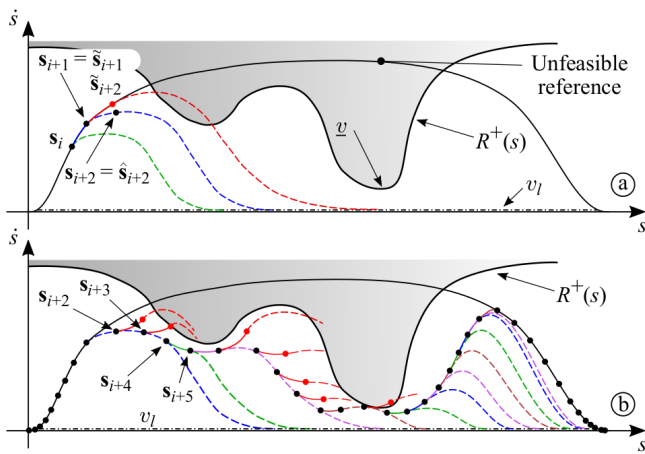 ṡ
s_{i+1} = s̃_{i+1}
s̃_{i+2}
Unfeasible
reference
s_i
v̲
R⁺(s)
s_{i+2} = ŝ_{i+2}
v_l
a
s
ṡ
s_{i+3}
s_{i+2}
R⁺(s)
s_{i+4}
s_{i+5}
v_l
b
s